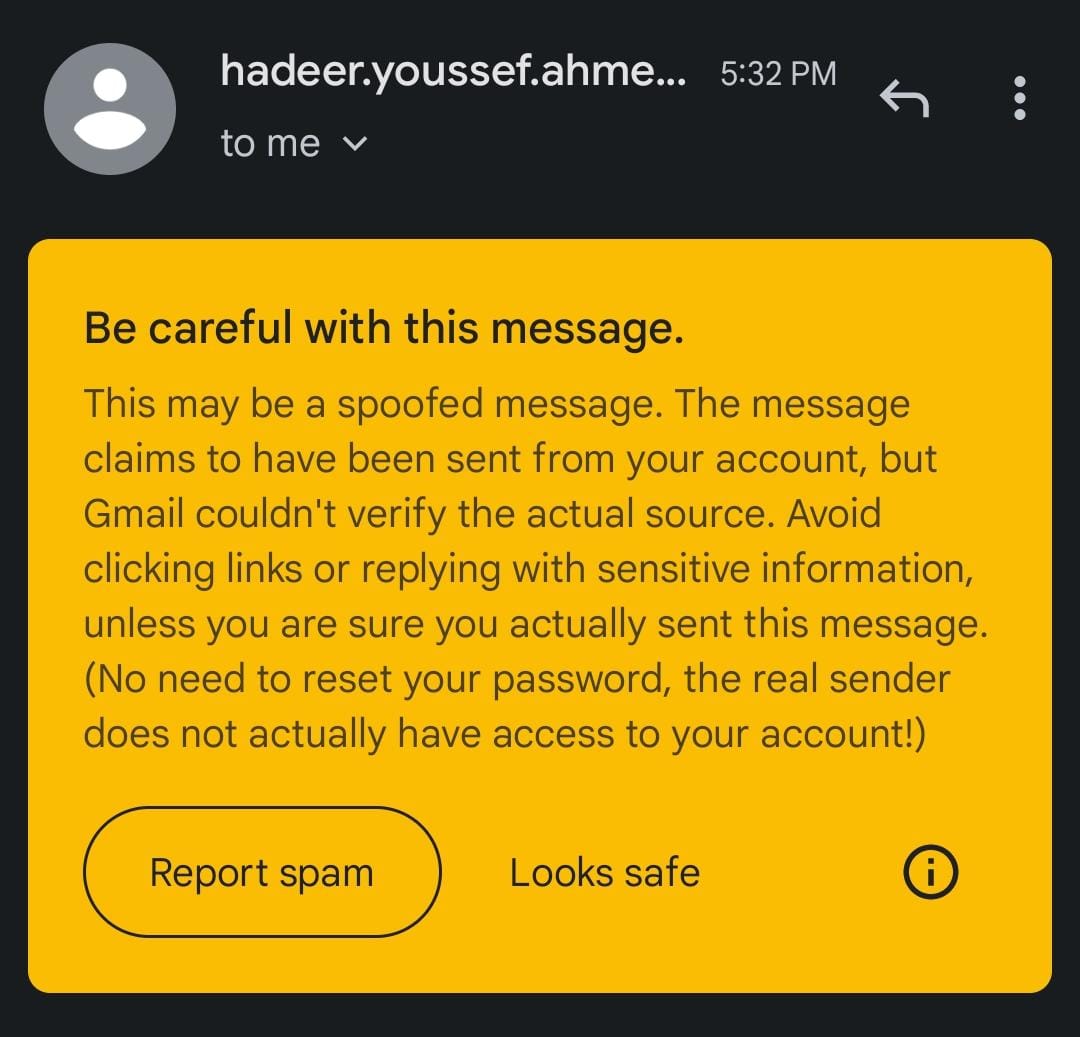 hadeer.youssef.ahme... 5:32 PM
to me
Be careful with this message.
This may be a spoofed message. The message
claims to have been sent from your account, but
Gmail couldn't verify the actual source. Avoid
clicking links or replying with sensitive information,
unless you are sure you actually sent this message.
(No need to reset your password, the real sender
does not actually have access to your account!)
Report spam Looks safe